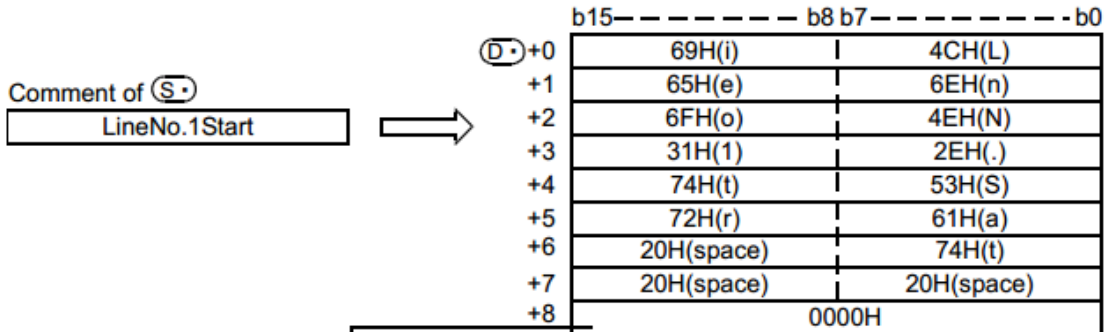 b15 b8 b7 b0
D· +0 69H(i) 4CH(L)
+1 65H(e) 6EH(n)
Comment of S·
+2 6FH(o) 4EH(N)
LineNo.1Start
+3 31H(1) 2EH(.)
+4 74H(t) 53H(S)
+5 72H(r) 61H(a)
+6 20H(space) 74H(t)
+7 20H(space) 20H(space)
+8 0000H